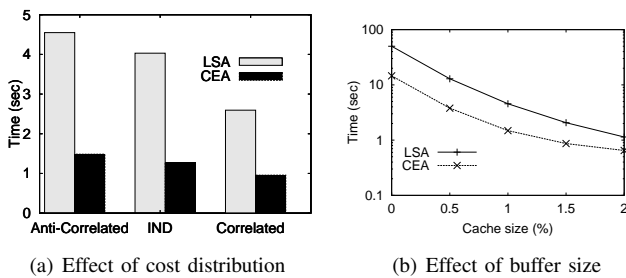 5
4
3
2
1
0
Time (sec)
LSA
CEA
Anti-Correlated IND Correlated
(a) Effect of cost distribution
100
10
1
0.1
Time (sec)
LSA
CEA
0 0.5 1 1.5 2
Cache size (%)
(b) Effect of buffer size